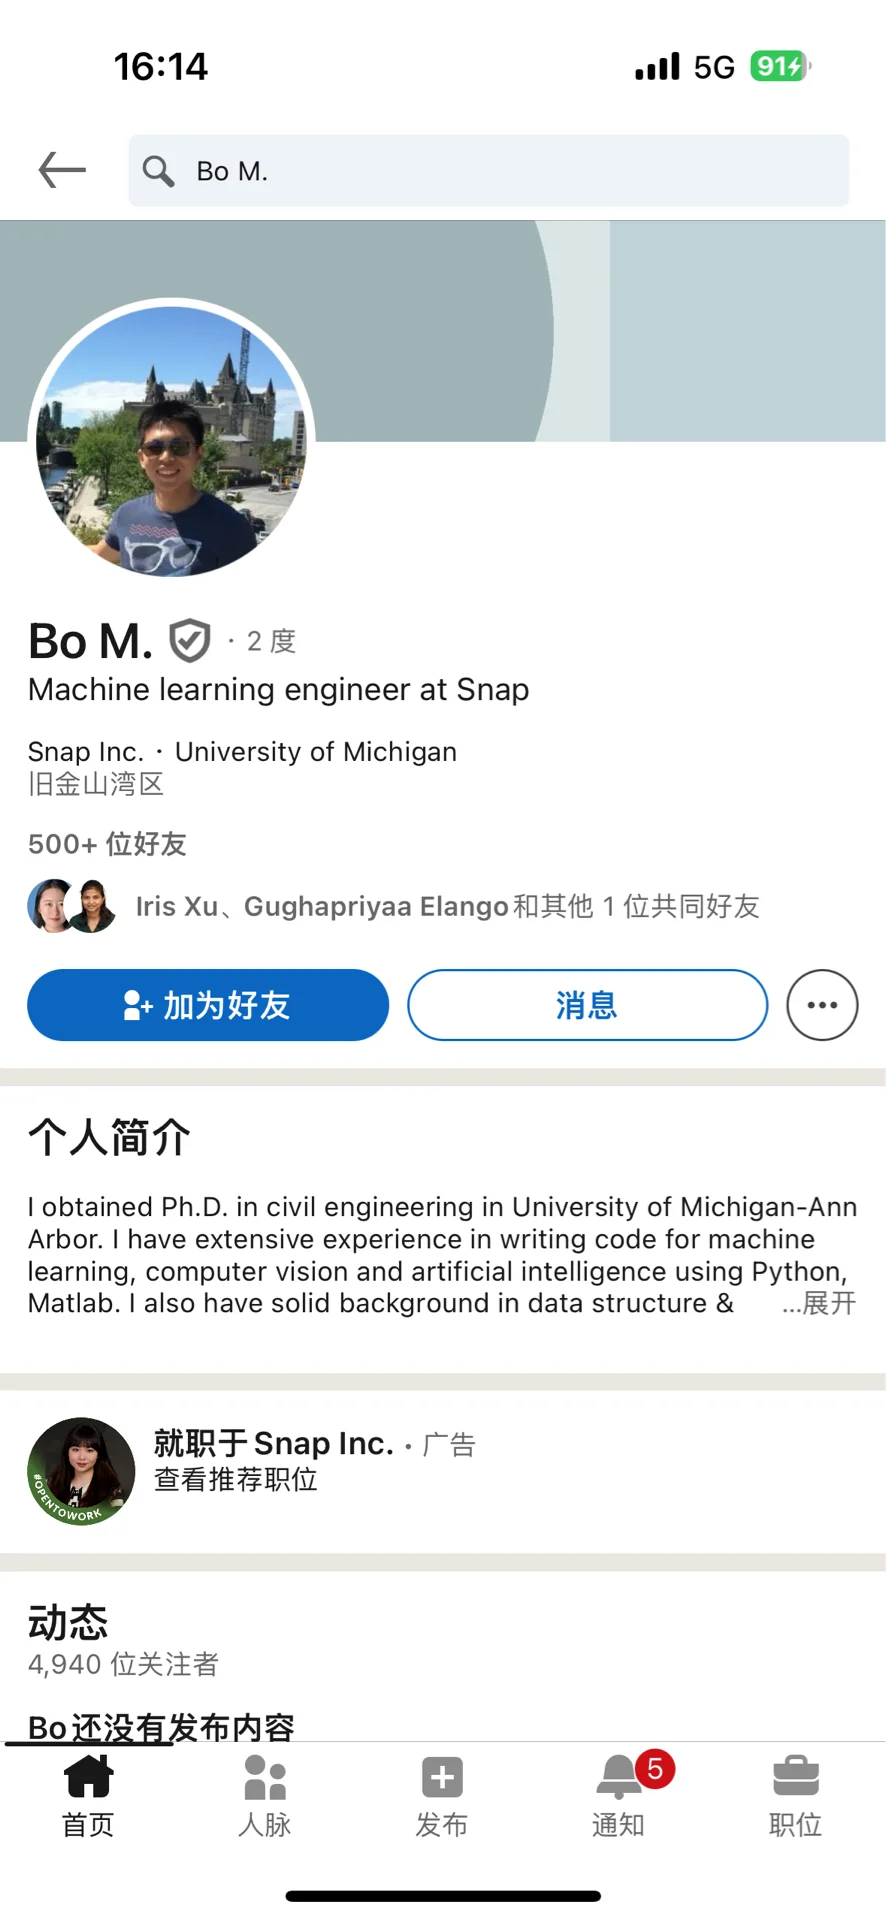 16:14
5G
91
Bo M.
Bo M. · 2 度
Machine learning engineer at Snap
Snap Inc. · University of Michigan
旧金山湾区
500+ 位好友
Iris Xu、Gughapriyaa Elango和其他 1 位共同好友
加为好友
消息
个人简介
I obtained Ph.D. in civil engineering in University of Michigan-Ann
Arbor. I have extensive experience in writing code for machine
learning, computer vision and artificial intelligence using Python,
Matlab. I also have solid background in data structure & ...展开
#OPENTOWORK
就职于 Snap Inc. · 广告
查看推荐职位
动态
4,940 位关注者
Bo 还没有发布内容
5
首页
人脉
发布
通知
职位